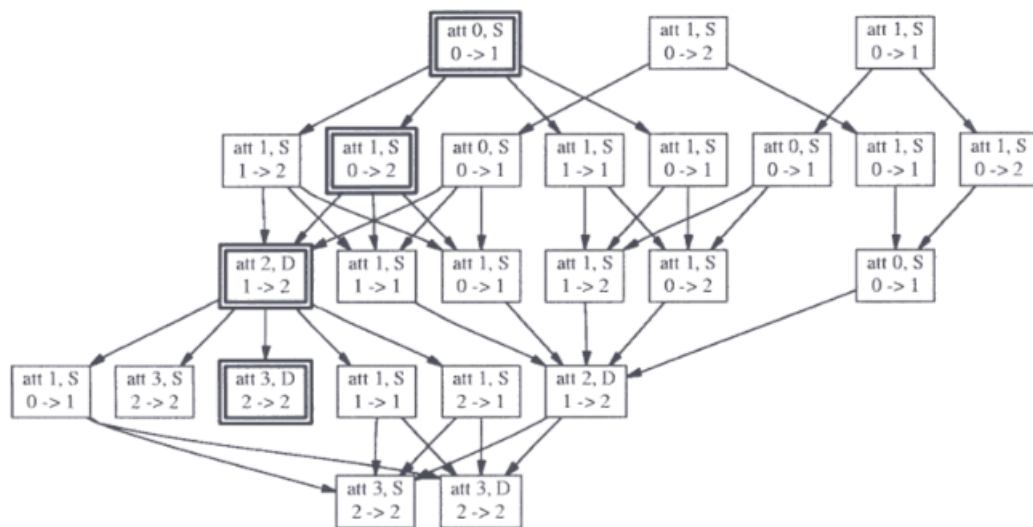 att 0, S
0 -> 1
att 1, S
0 -> 2
att 1, S
0 -> 1
att 1, S
1 -> 2
att 1, S
0 -> 2
att 0, S
0 -> 1
att 1, S
1 -> 1
att 1, S
0 -> 1
att 0, S
0 -> 1
att 1, S
0 -> 1
att 1, S
0 -> 2
att 2, D
1 -> 2
att 1, S
1 -> 1
att 1, S
0 -> 1
att 1, S
1 -> 2
att 1, S
0 -> 2
att 0, S
0 -> 1
att 1, S
0 -> 1
att 3, S
2 -> 2
att 3, D
2 -> 2
att 1, S
1 -> 1
att 1, S
2 -> 1
att 2, D
1 -> 2
att 3, S
2 -> 2
att 3, D
2 -> 2